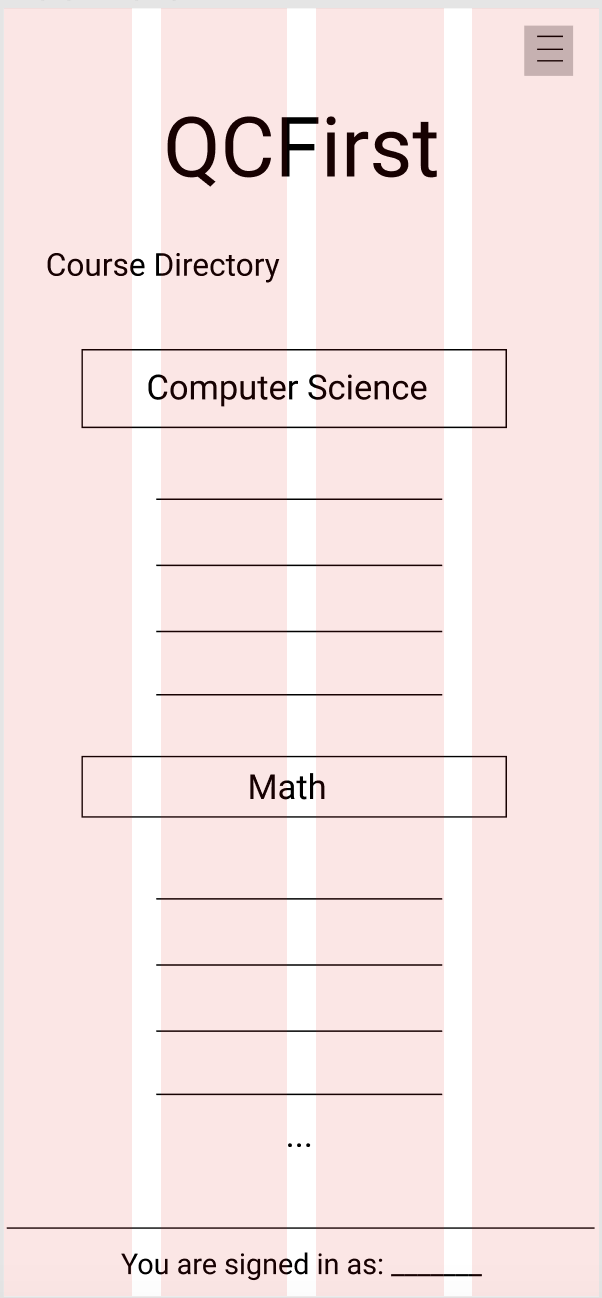 QCFirst
Course Directory
Computer Science
Math
...
You are signed in as: _______